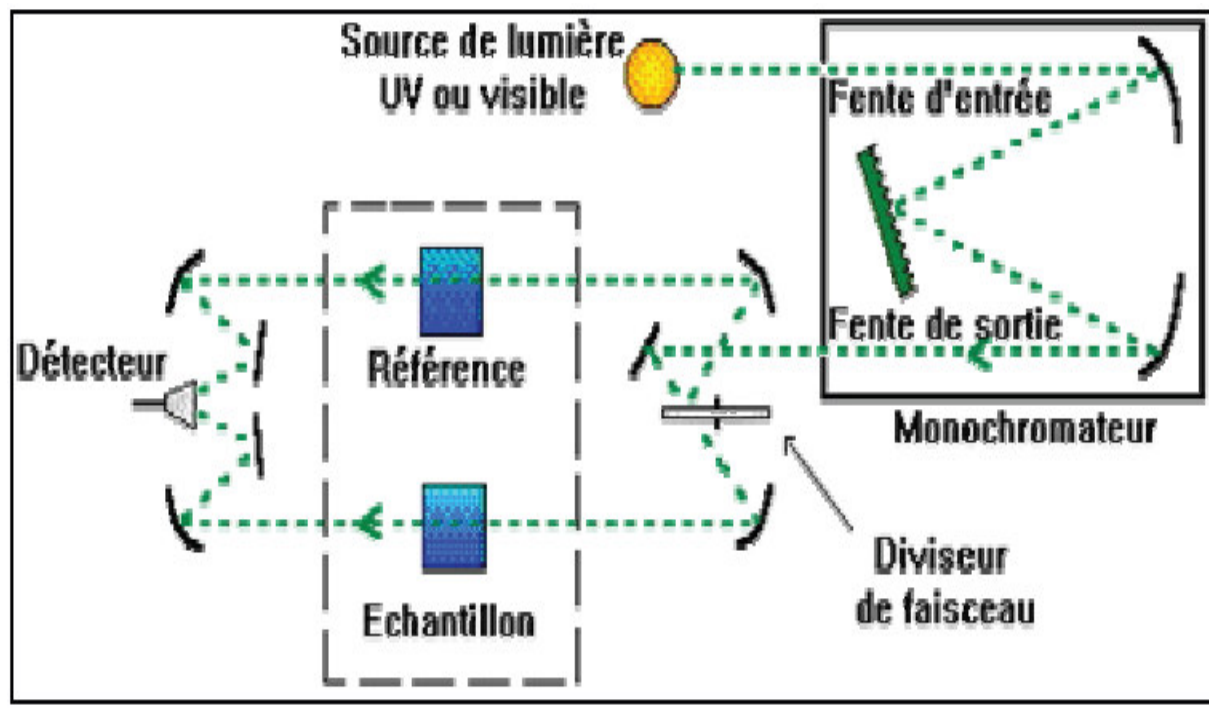 Source de lumière
UV ou visible
Fente d'entrée
Fente de sortie
Monochromateur
Détecteur
Référence
Echantillon
Diviseur
de faisceau